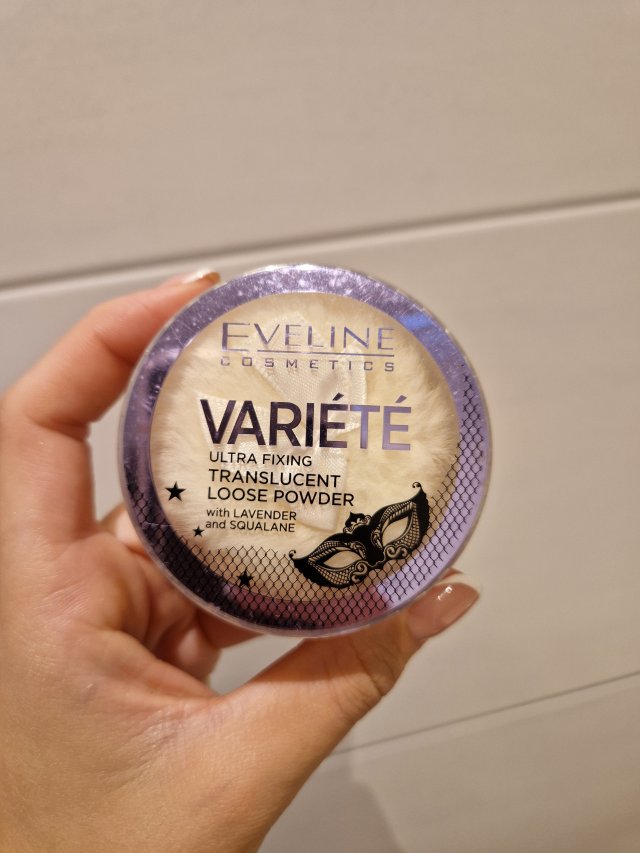 EVELINE
COSMETICS
VARIÉTÉ
ULTRA FIXING
TRANSLUCENT
LOOSE POWDER
with LAVENDER
and SQUALANE